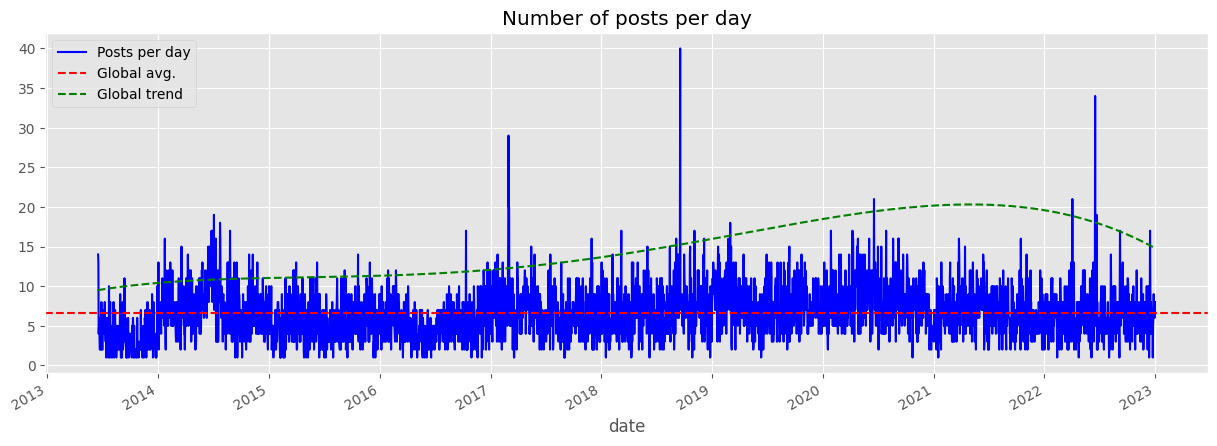 Number of posts per day
Posts per day
Global avg.
Global trend
40
35
30
25
20
15
10
5
0
2013 2014 2015 2016 2017 2018 2019 2020 2021 2022 2023
date